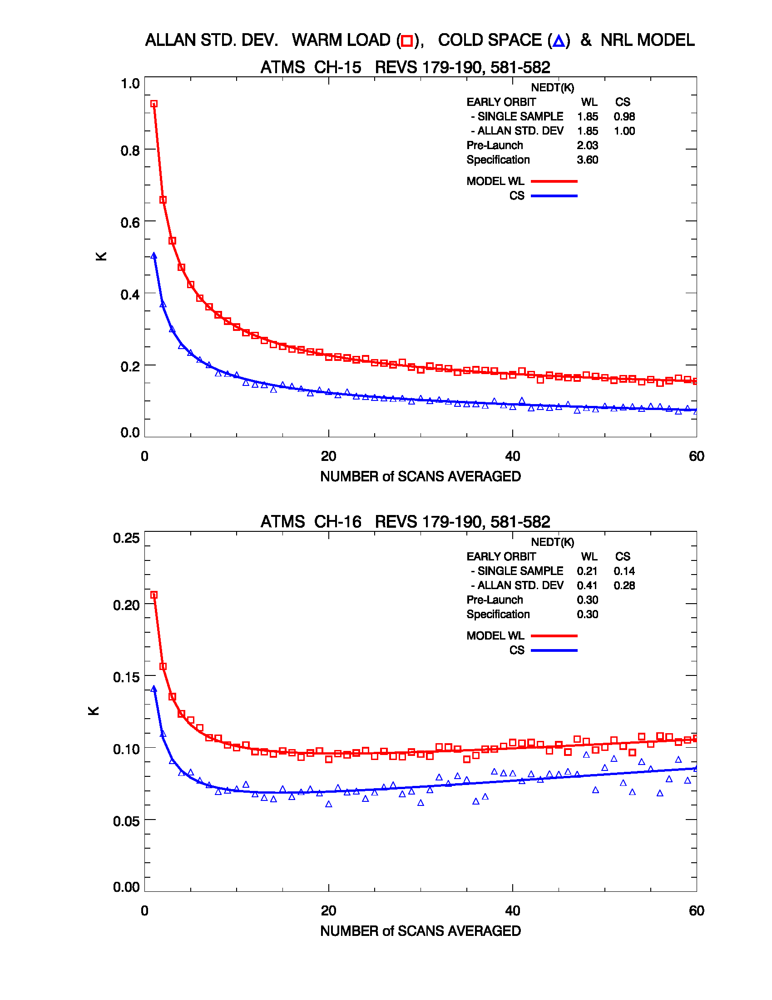 ALLAN STD. DEV. WARM LOAD (□), COLD SPACE (△) & NRL MODEL
ATMS CH-15 REVS 179-190, 581-582
NEDT(K)
EARLY ORBIT WL CS
- SINGLE SAMPLE 1.85 0.98
- ALLAN STD. DEV 1.85 1.00
Pre-Launch 2.03
Specification 3.60
MODEL WL
CS
1.0
0.8
0.6
0.4
0.2
0.0
K
0 20 40 60
NUMBER of SCANS AVERAGED
ATMS CH-16 REVS 179-190, 581-582
NEDT(K)
EARLY ORBIT WL CS
- SINGLE SAMPLE 0.21 0.14
- ALLAN STD. DEV 0.41 0.28
Pre-Launch 0.30
Specification 0.30
MODEL WL
CS
0.25
0.20
0.15
0.10
0.05
0.00
K
0 20 40 60
NUMBER of SCANS AVERAGED